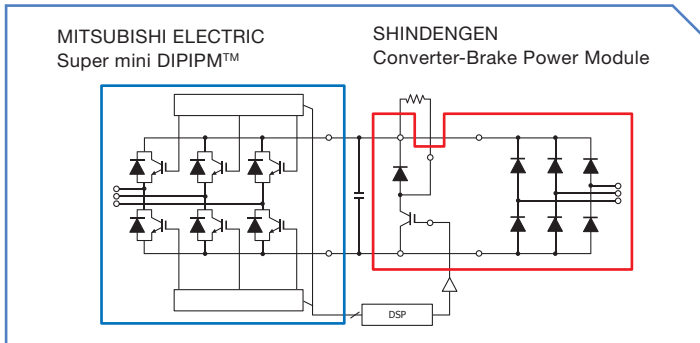 MITSUBISHI ELECTRIC
Super mini DIPIPM™
SHINDENGEN
Converter-Brake Power Module
DSP